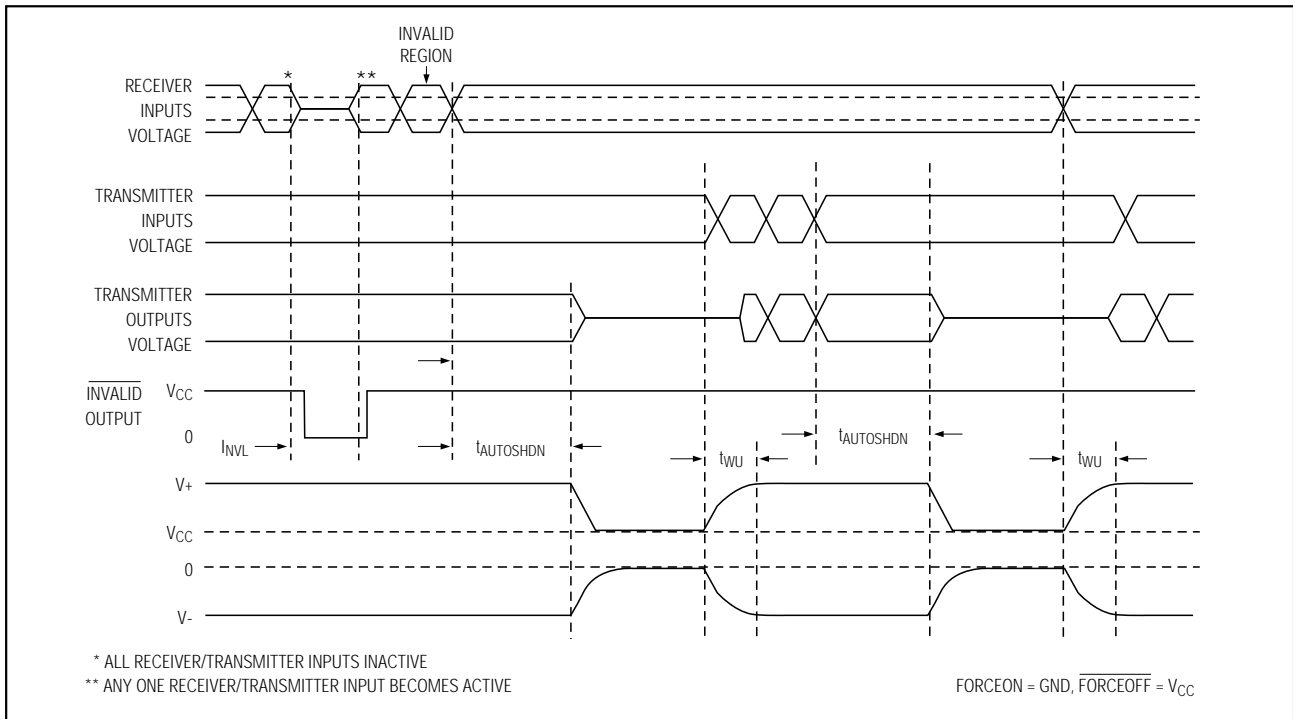 INVALID
REGION
* **
RECEIVER
INPUTS
VOLTAGE
TRANSMITTER
INPUTS
VOLTAGE
TRANSMITTER
OUTPUTS
VOLTAGE
INVALID
OUTPUT
VCC
0
INVL
tAUTOSHDN
tWU
tAUTOSHDN
tWU
V+
VCC
0
V-
* ALL RECEIVER/TRANSMITTER INPUTS INACTIVE
** ANY ONE RECEIVER/TRANSMITTER INPUT BECOMES ACTIVE
FORCEON = GND, FORCEOFF = VCC